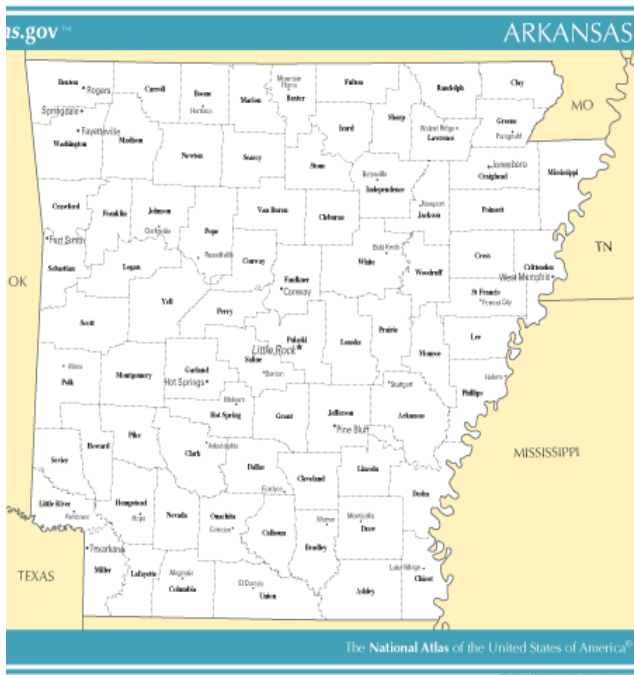 ns.gov™
ARKANSAS
Benton
Rogers
Carroll
Boone
Harrison
Marion
Mountain
Home
Baxter
Fulton
Randolph
Clay
MO
Springdale
Fayetteville
Washington
Madison
Izard
Sharp
Walnut Ridge
Lawrence
Greene
Paragould
Newton
Searcy
Stone
Batesville
Independence
Jonesboro
Craighead
Mississippi
Crawford
Franklin
Johnson
Clarksville
Pope
Van Buren
Cleburne
Newport
Jackson
Poinsett
Fort Smith
Sebastian
Logan
Russellville
Conway
Faulkner
Conway
Bald Knob
White
Woodruff
Cross
Crittenden
West Memphis
TN
OK
St Francis
Forrest City
Scott
Yell
Perry
Pulaski
Little Rock
Saline
Benton
Lonoke
Prairie
Monroe
Lee
Mena
Polk
Montgomery
Garland
Hot Springs
Malvern
Hot Spring
Grant
Jefferson
Pine Bluff
Stuttgart
Arkansas
Helena
Phillips
Sevier
Howard
Pike
Clark
Arkadelphia
Dallas
Fordyce
Cleveland
Lincoln
Desha
MISSISSIPPI
Little River
Ashdown
Hempstead
Hope
Nevada
Ouachita
Camden
Calhoun
Warren
Bradley
Monticello
Drew
Texarkana
Miller
Lafayette
Magnolia
Columbia
El Dorado
Union
Ashley
Lake Village
Chicot
TEXAS
The National Atlas of the United States of America®